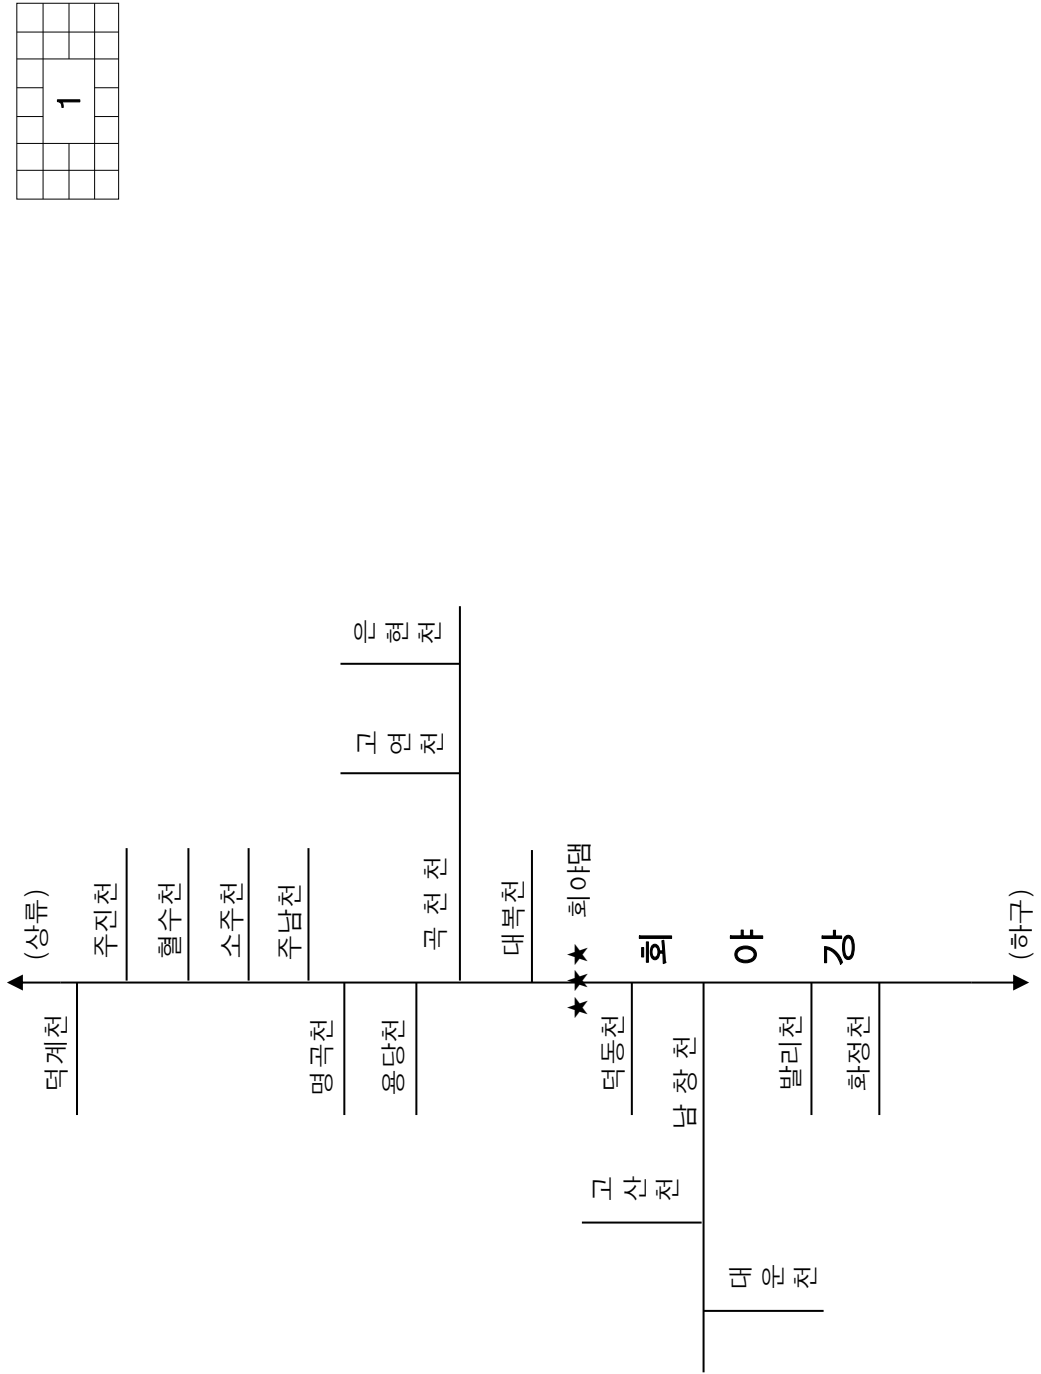 1
은현천
고연천
(상류)
주진천
혈수천
소주천
주남천
곡천천
대복천
회야댐
★★★
회야강
(하구)
덕계천
명곡천
용당천
덕동천
남창천
발리천
화정천
고산천
대운천